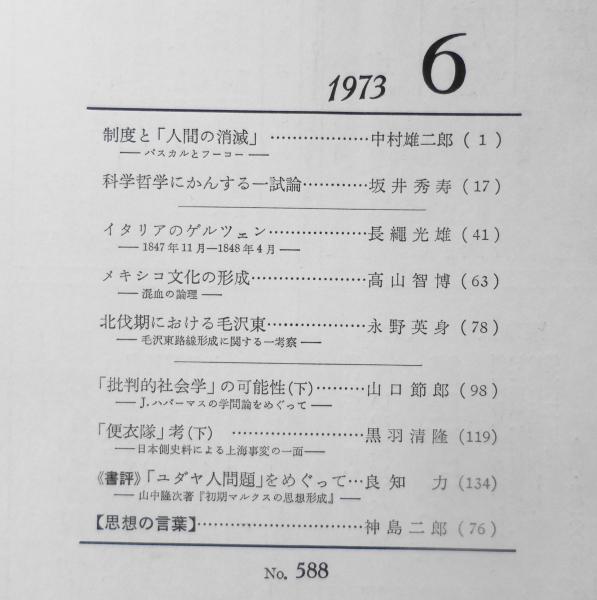 1973 6
制度と「人間の消滅」 ………………中村雄二郎 ( 1 )
── パスカルとフーコー ──
科学哲学にかんする一試論…………坂井秀寿 (17)
イタリアのゲルツェン………………長繩光雄 (41)
── 1847年11月―1848年4月 ──
メキシコ文化の形成…………………高山智博 (63)
── 混血の論理 ──
北伐期における毛沢東………………永野英身 (78)
── 毛沢東路線形成に関する一考察 ──
「批判的社会学」の可能性(下)………山口節郎 (98)
── J.ハバーマスの学問論をめぐって ──
「便衣隊」考(下) …………………黒羽清隆 (119)
──日本側史料による上海事変の一面──
《書評》「ユダヤ人問題」をめぐって…良知 力 (134)
── 山中隆次著『初期マルクスの思想形成』 ──
【思想の言葉】…………………………神島二郎 (76)
No. 588